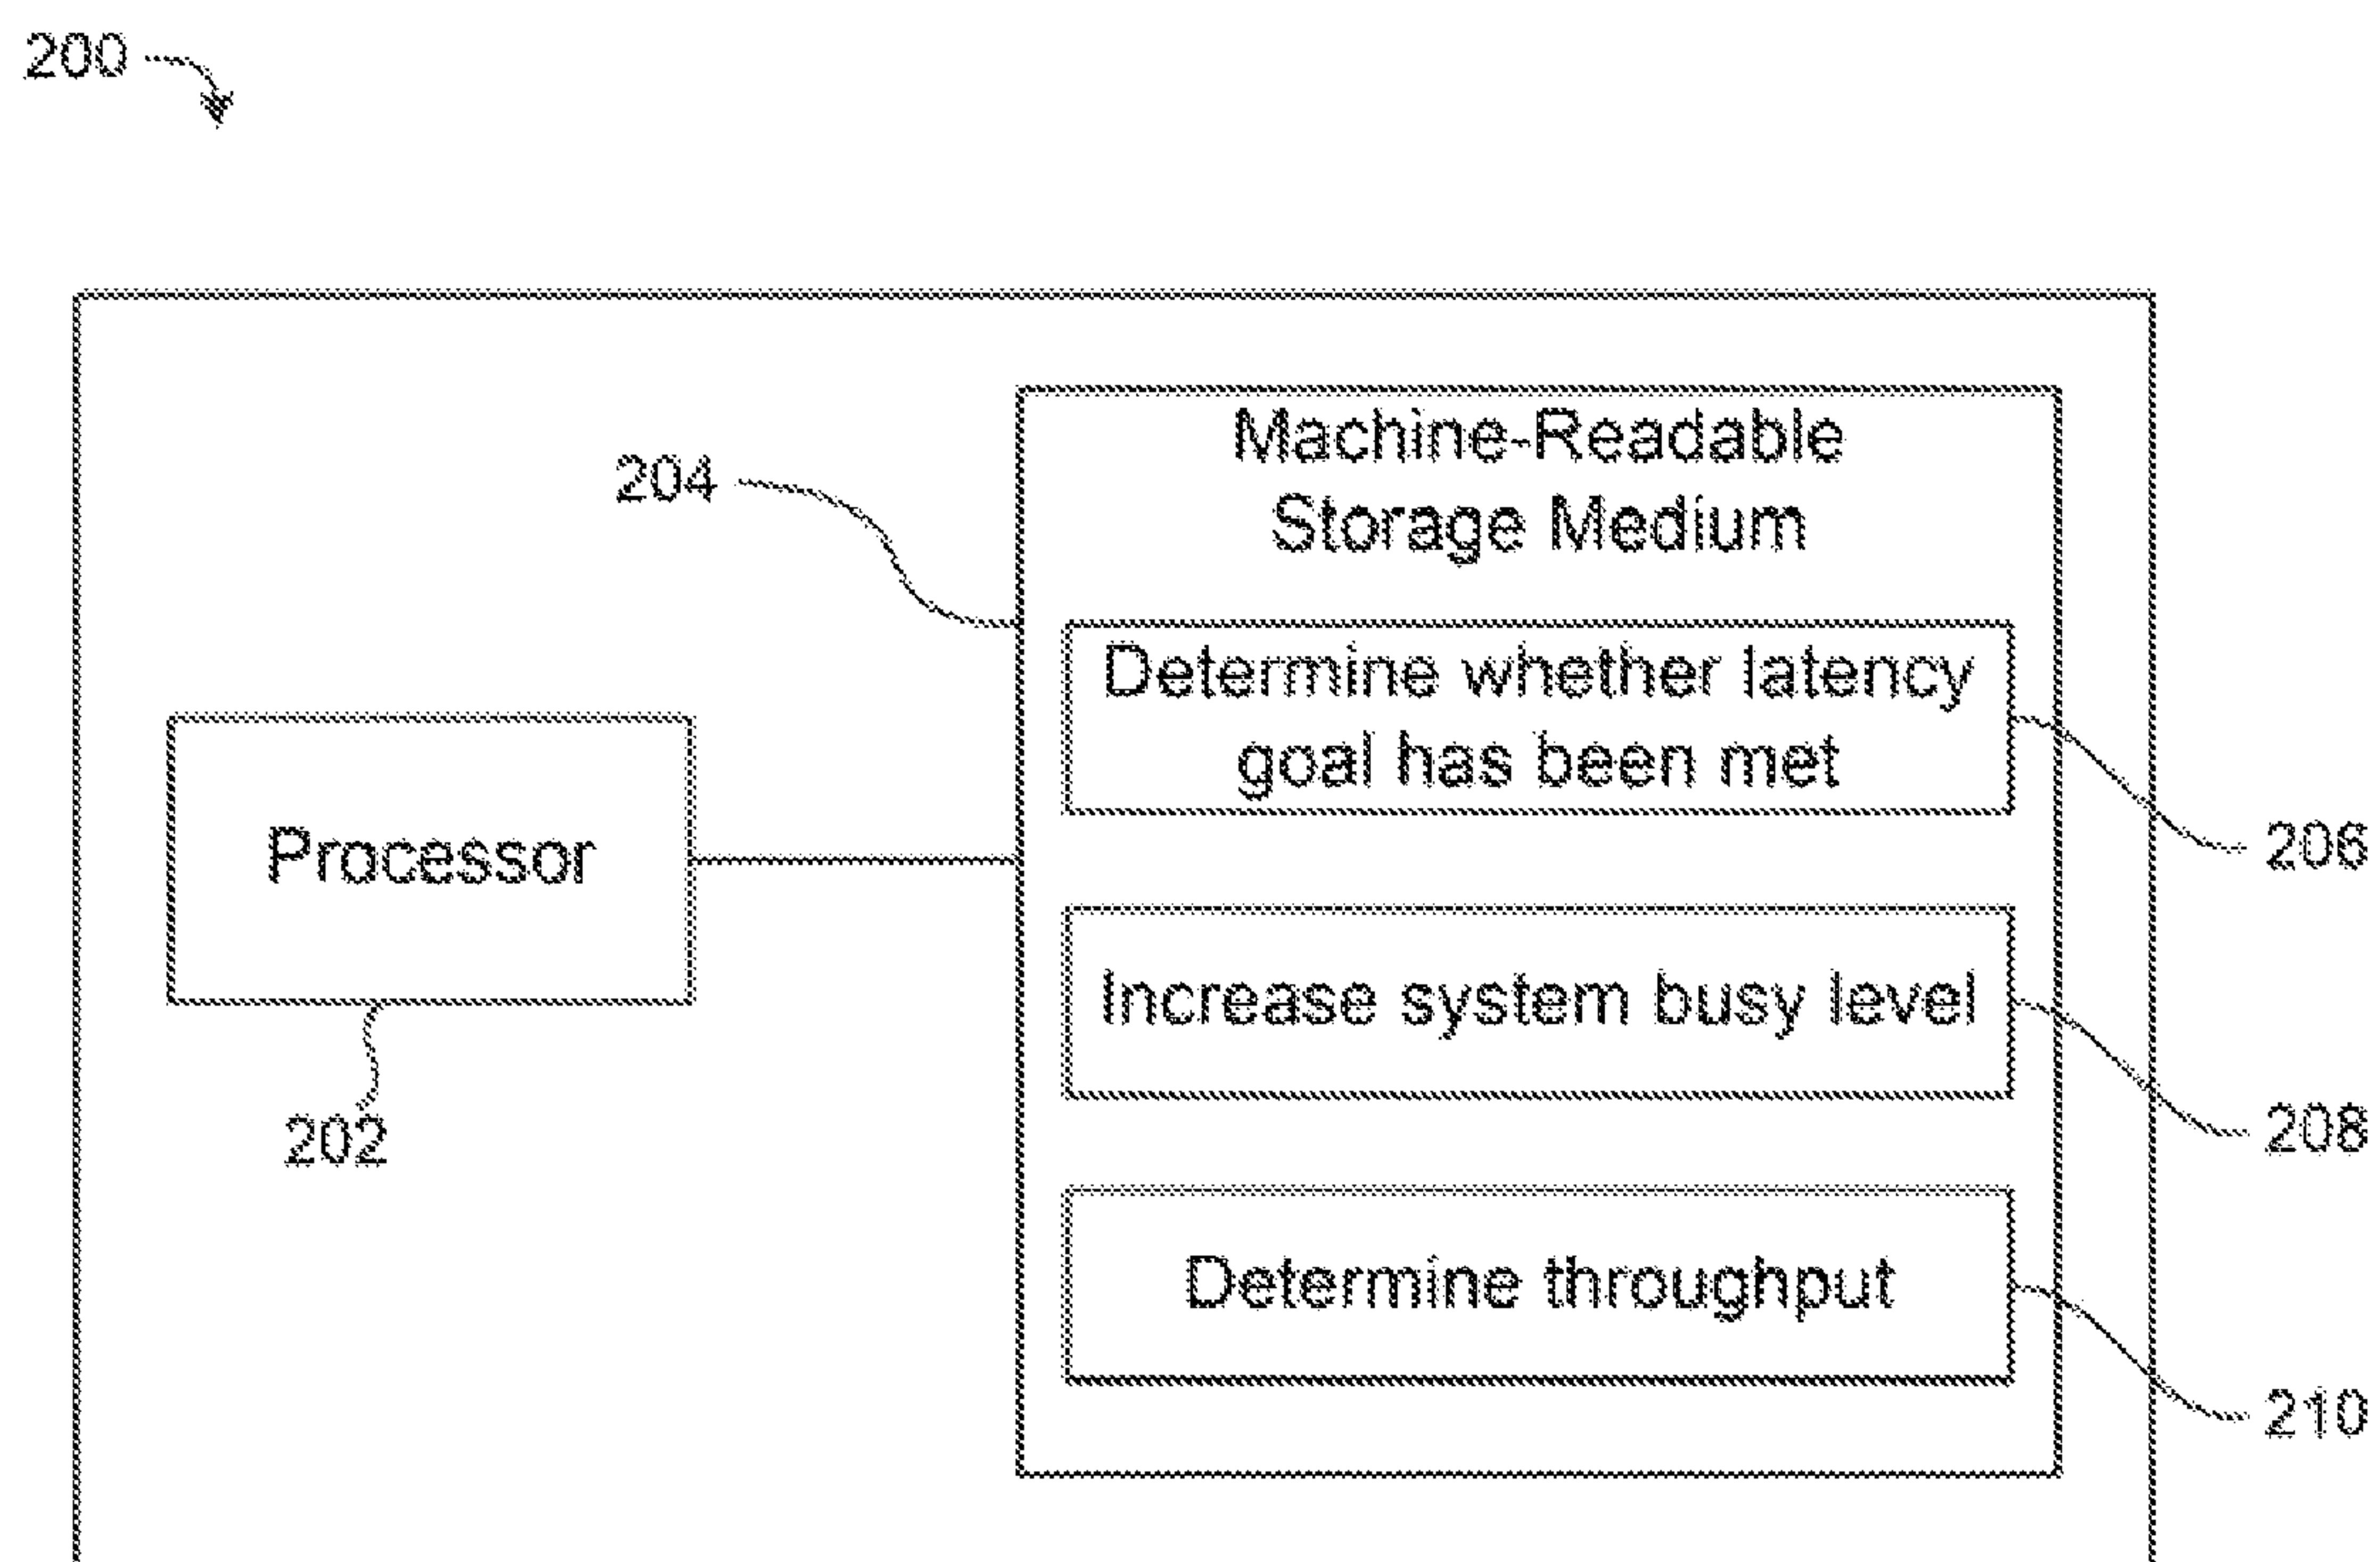 200
204
Machine-Readable
Storage Medium
Determine whether latency
goal has been met
206
Processor
202
Increase system busy level
208
Determine throughput
210